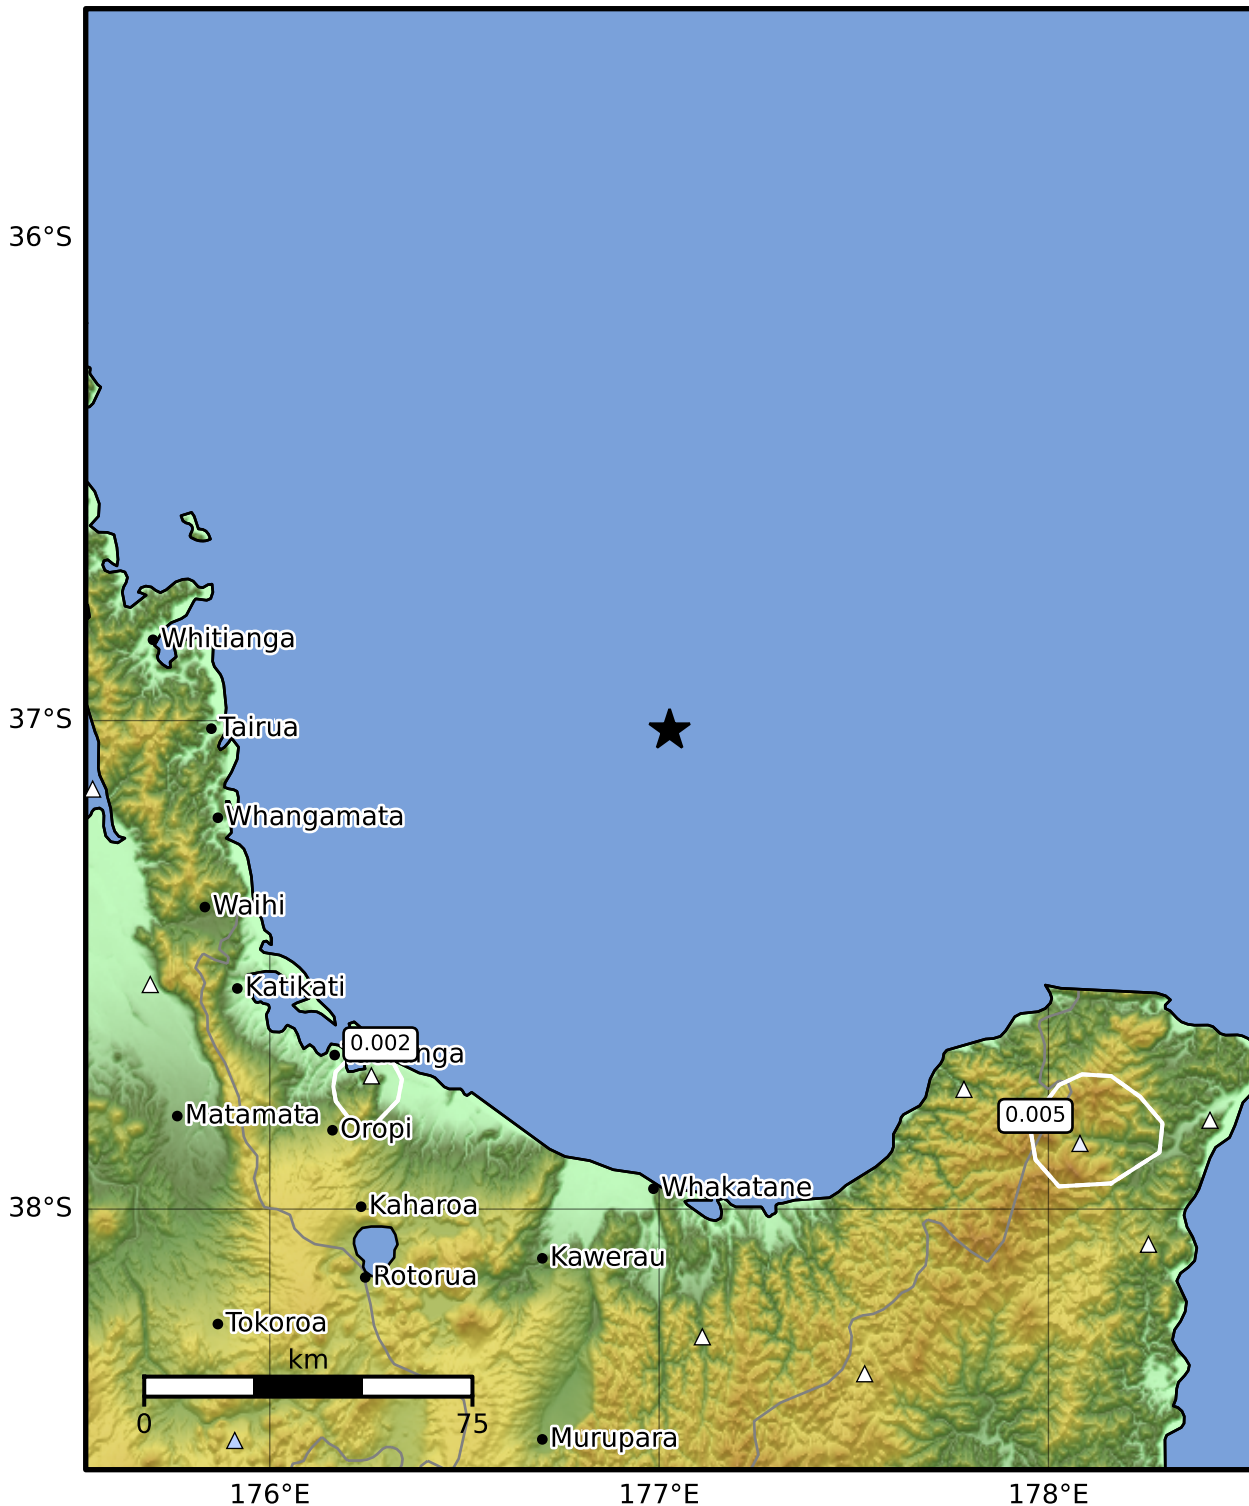 36°S
Whitianga
37°S
Tairua
Whangamata
Waihi
Katikati
0.002
nga
Matamata
Oropi
0.005
Whakatane
Kaharoa
38°S
Kawerau
Rotorua
Tokoroa
km
0
75
Murupara
176°E
177°E
178°E